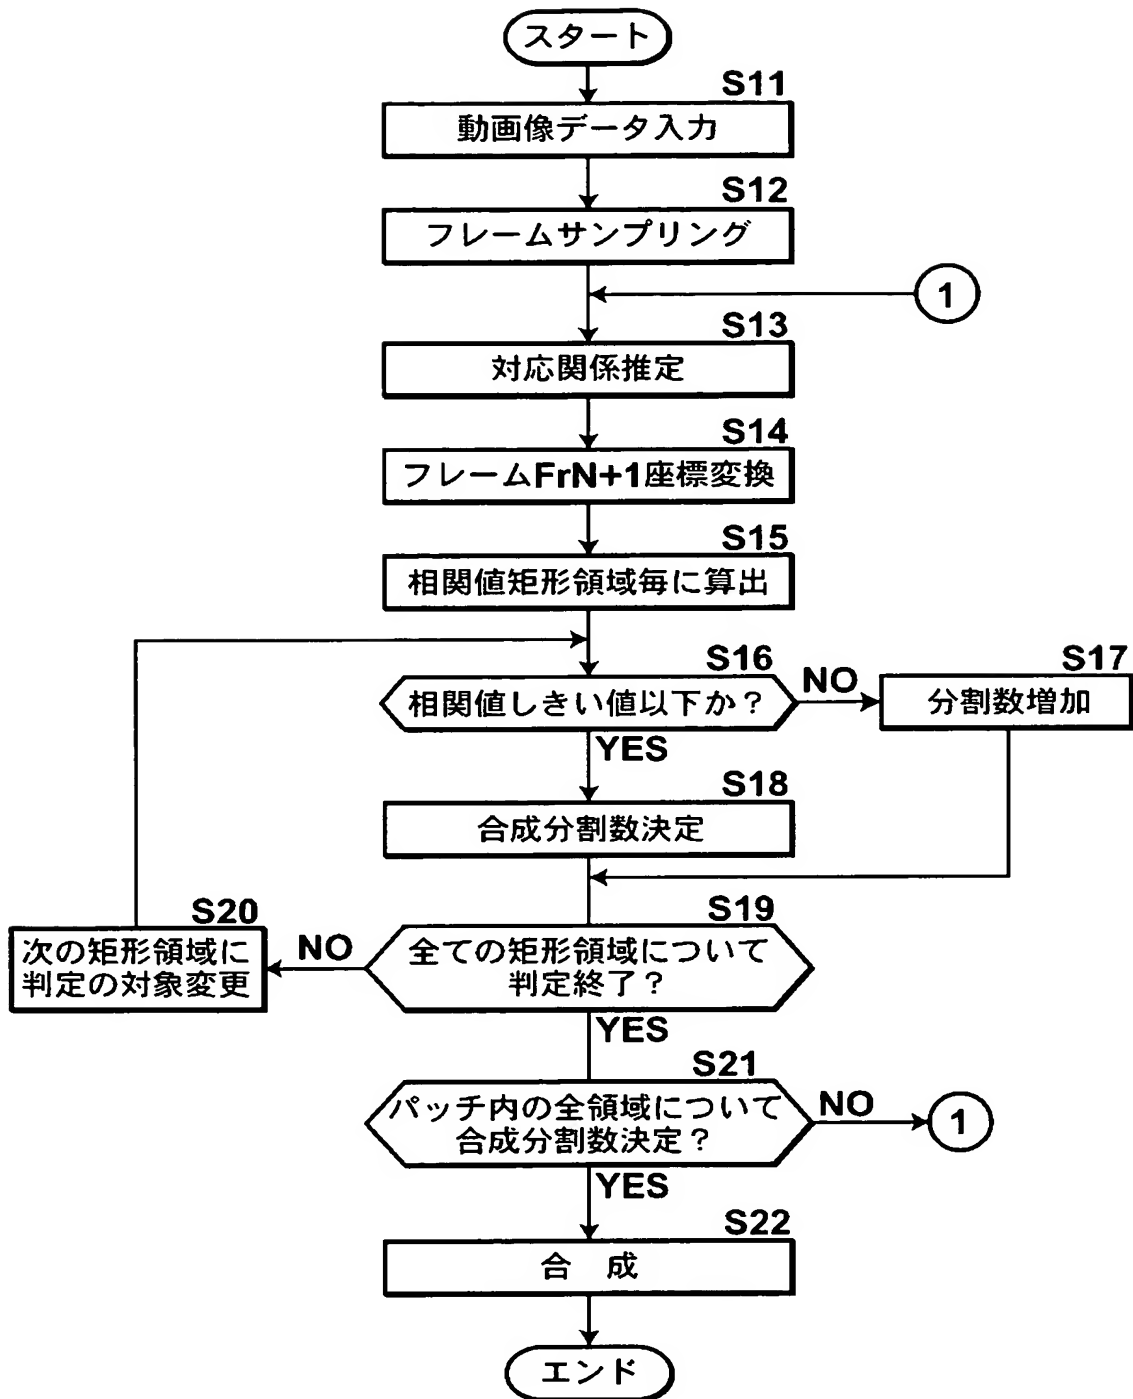 スタート
S11
動画像データ入力
S12
フレームサンプリング
1
S13
対応関係推定
S14
フレームFrN+1座標変換
S15
相関値矩形領域毎に算出
S16
相関値しきい値以下か？
NO
S17
分割数増加
YES
S18
合成分割数決定
S19
全ての矩形領域について
判定終了？
NO
S20
次の矩形領域に
判定の対象変更
YES
S21
パッチ内の全領域について
合成分割数決定？
NO
1
YES
S22
合　成
エンド